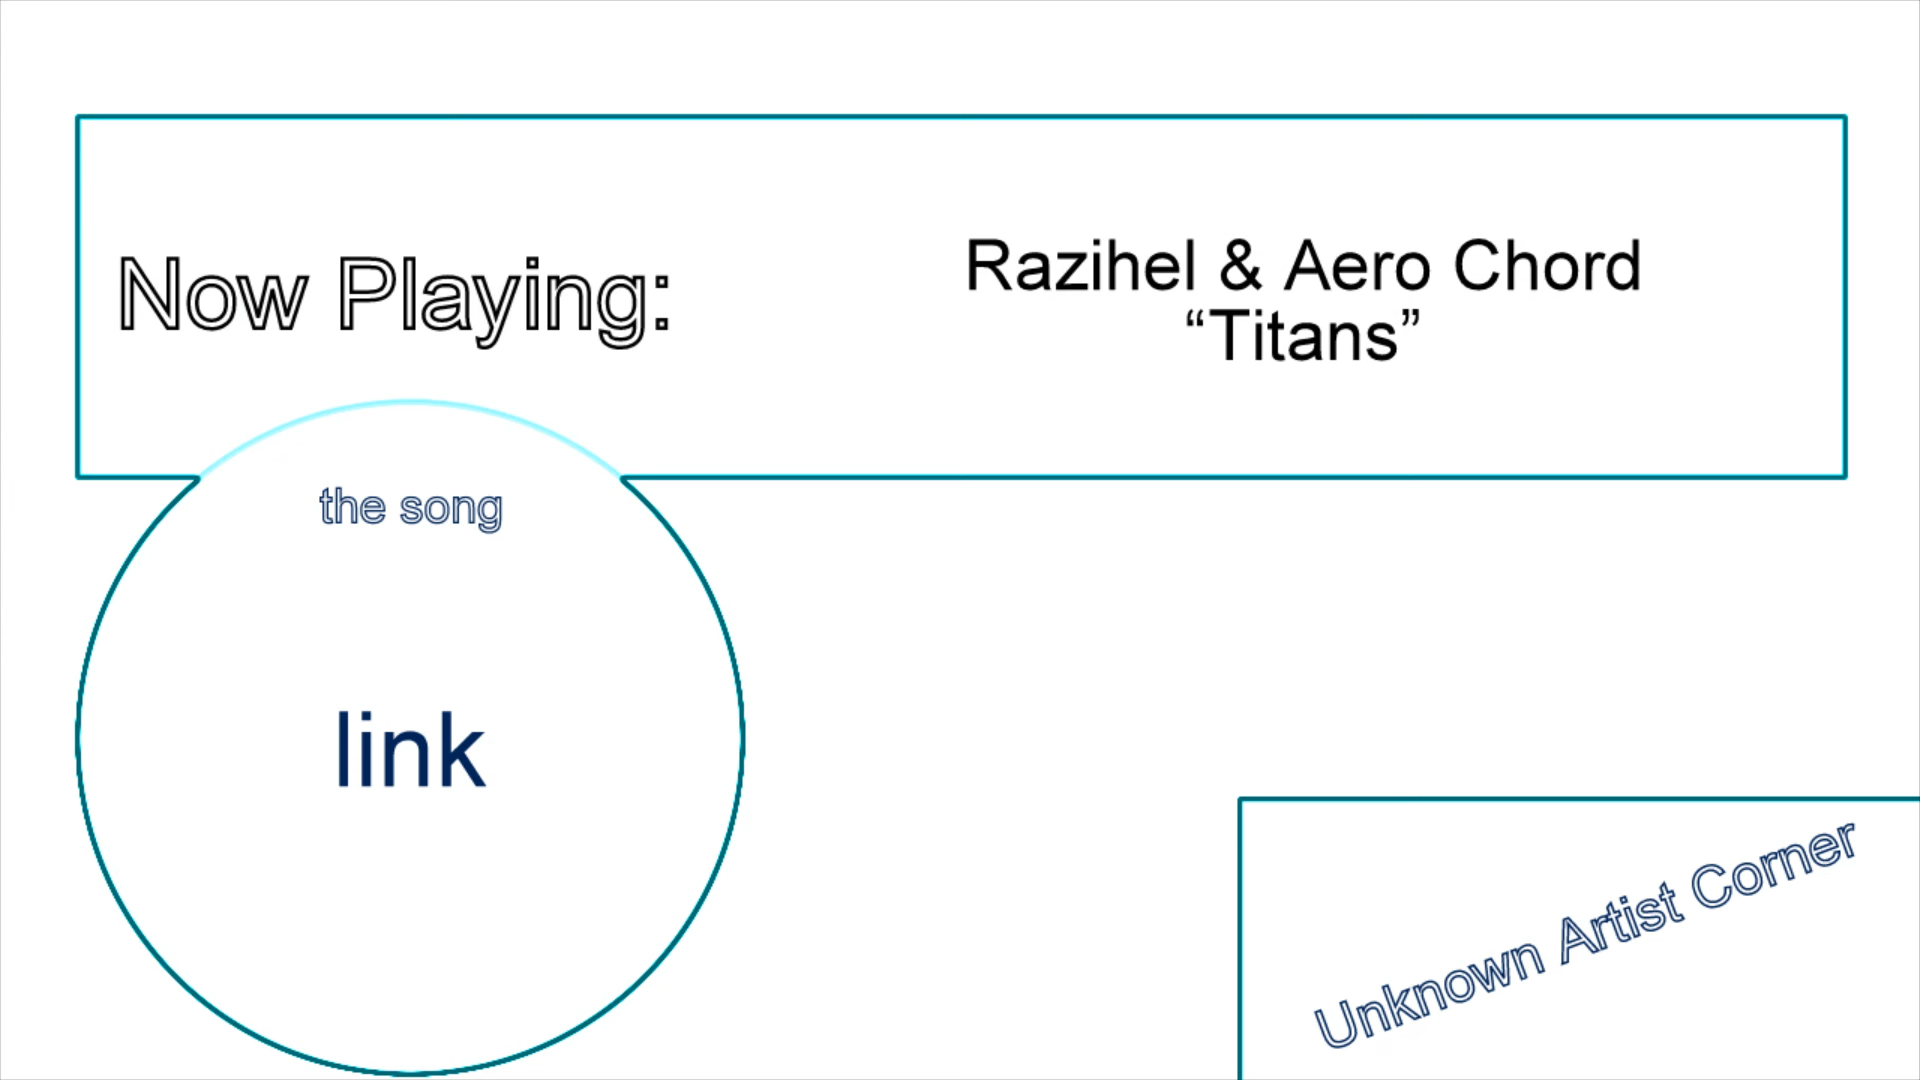 Now Playing:
Razihel & Aero Chord
“Titans”
the song
link
Unknown Artist Corner